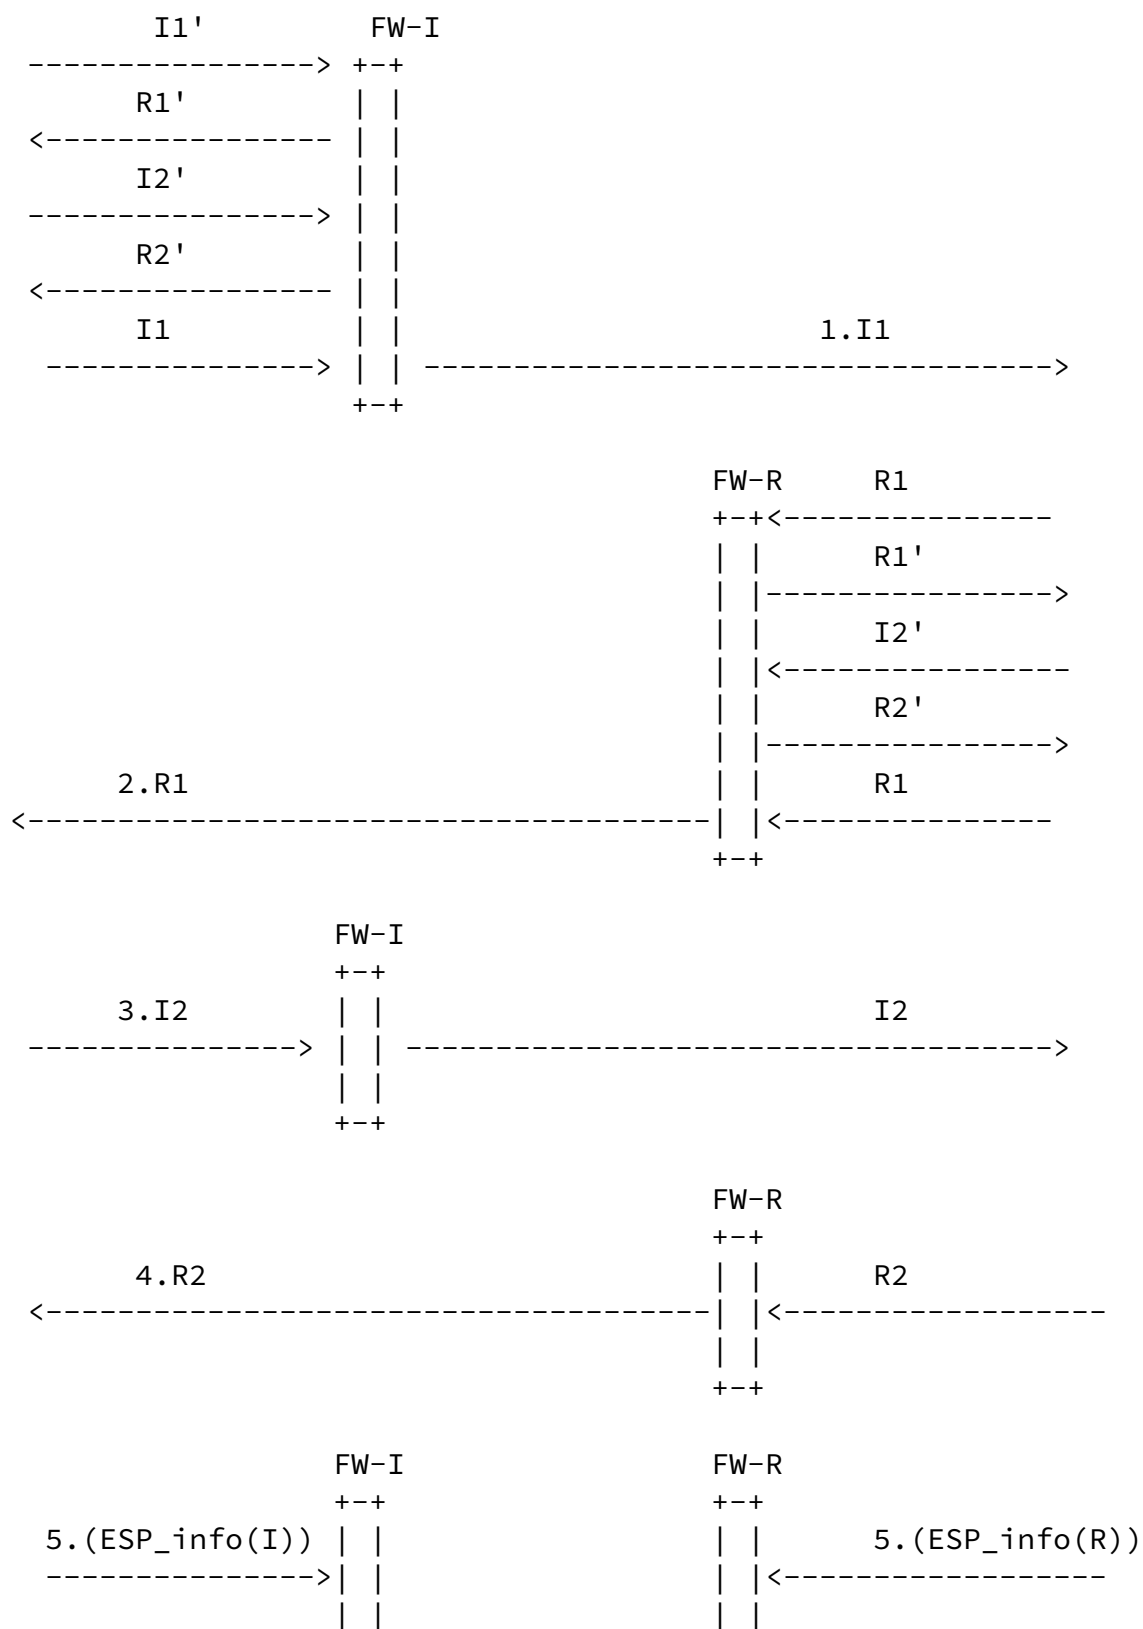 I1' FW-I
----------------> +-+
R1' | |
<---------------- | |
I2' | |
----------------> | |
R2' | |
<---------------- | |
I1 | | 1.I1
---------------> | | ----------------------------------->
+-+
FW-R R1
+-+<---------------
| | R1'
| |---------------->
| | I2'
| |<----------------
| | R2'
| |---------------->
2.R1 | | R1
<--------------------------------------| |<---------------
+-+
FW-I
+-+
3.I2 | | I2
---------------> | | ------------------------------------>
| |
+-+
FW-R
+-+
4.R2 | | R2
<-------------------------------------| |<------------------
| |
+-+
FW-I FW-R
+-+ +-+
5.(ESP_info(I)) | | | | 5.(ESP_info(R))
--------------->| | | |<------------------
| | | |